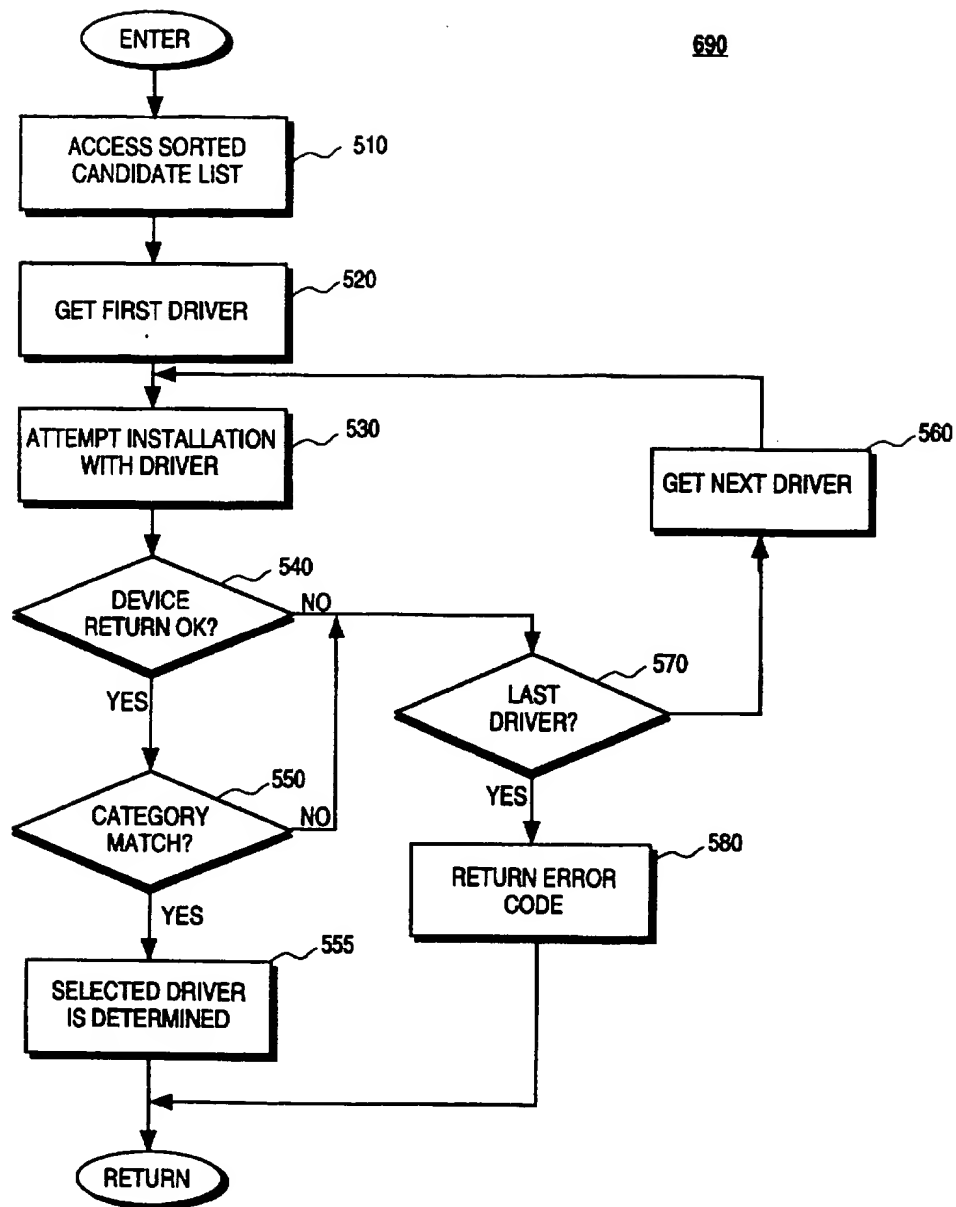 ENTER
690
ACCESS SORTED
CANDIDATE LIST
510
GET FIRST DRIVER
520
ATTEMPT INSTALLATION
WITH DRIVER
530
GET NEXT DRIVER
560
DEVICE
RETURN OK?
540
NO
YES
LAST
DRIVER?
570
CATEGORY
MATCH?
550
NO
YES
YES
RETURN ERROR
CODE
580
SELECTED DRIVER
IS DETERMINED
555
RETURN